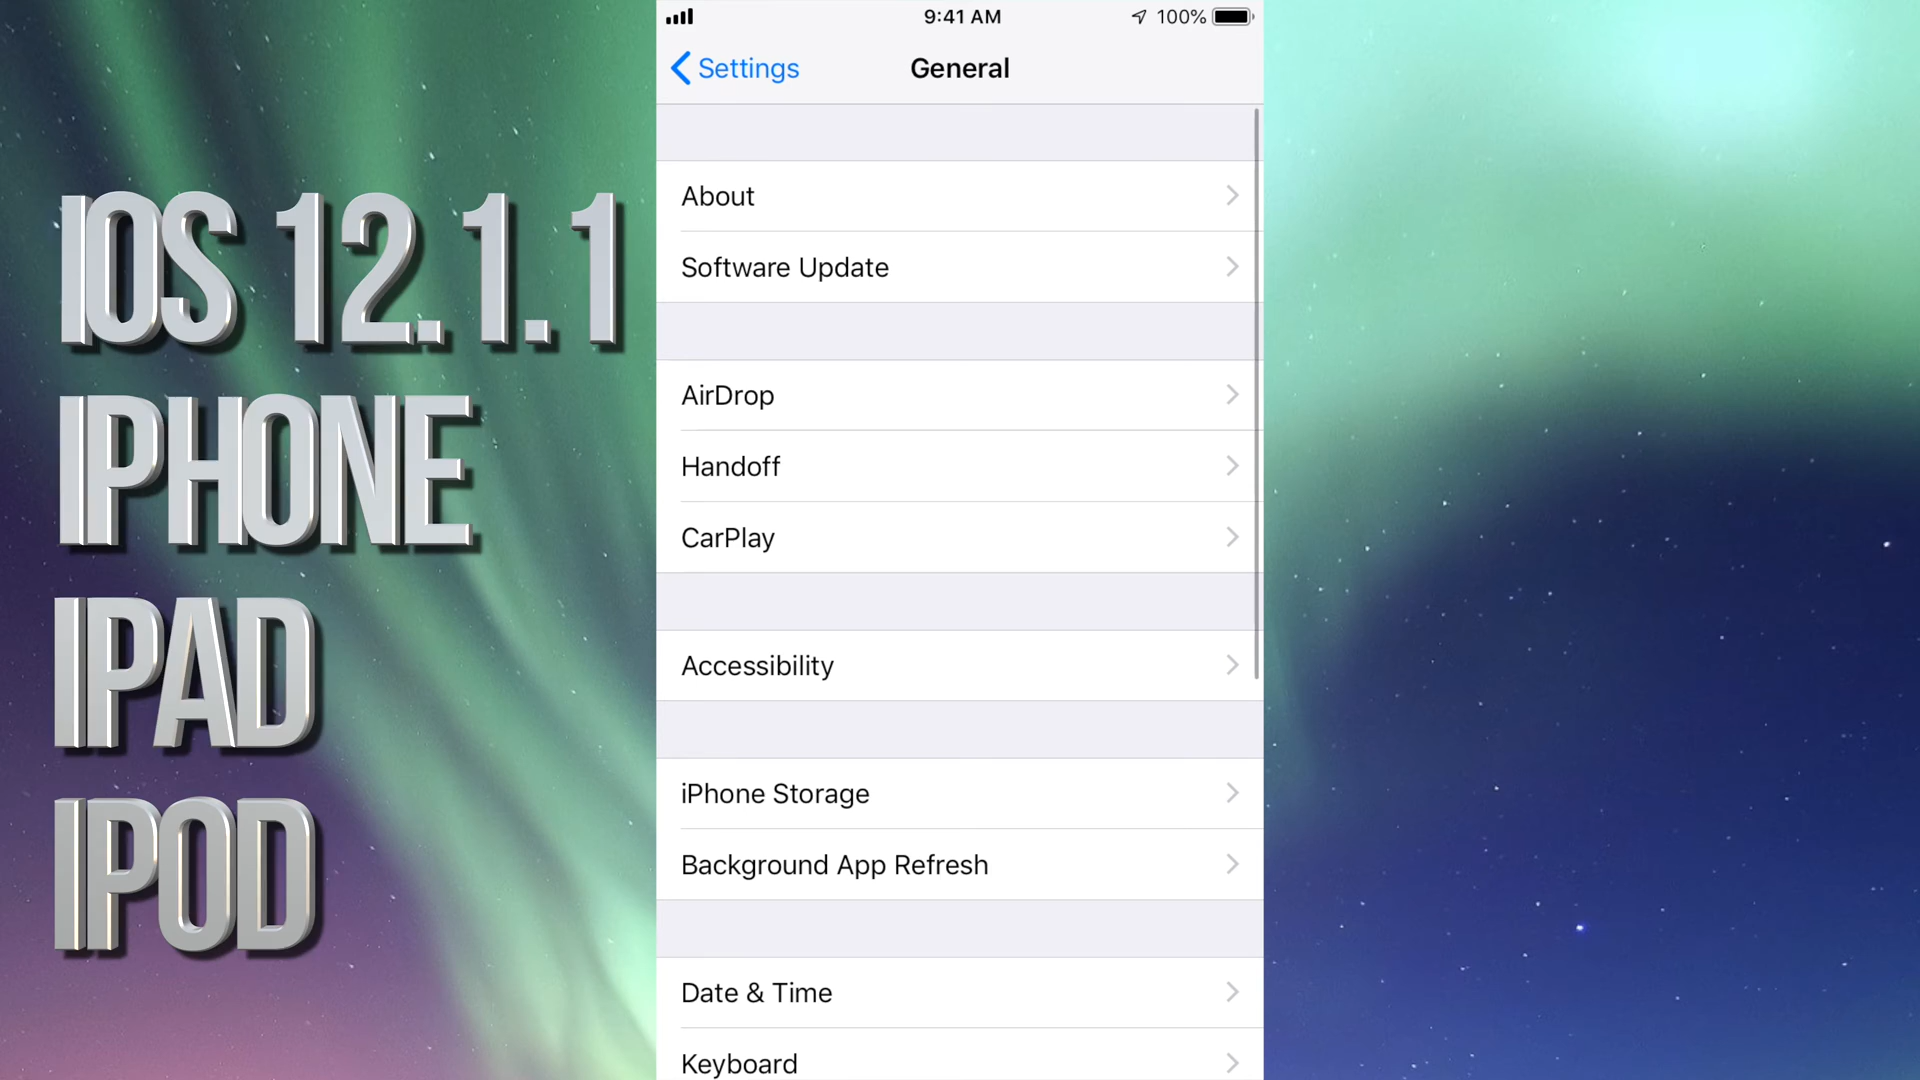 IOS 12.1.1
IPHONE
IPAD
IPOD
9:41 AM
100%
Settings
General
About
Software Update
AirDrop
Handoff
CarPlay
Accessibility
iPhone Storage
Background App Refresh
Date & Time
Keyboard